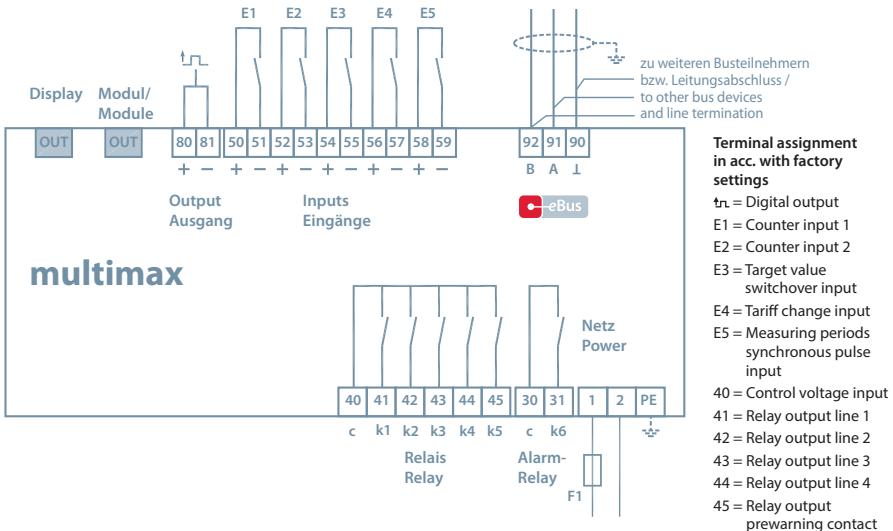 E1 E2 E3 E4 E5
zu weiteren Busteilnehmern
bzw. Leitungsabschluss /
to other bus devices
and line termination
Display
Modul/
Module
OUT OUT
80 81 50 51 52 53 54 55 56 57 58 59
+ − + − + − + − + − + −
92 91 90
B A ⊥
Output
Ausgang
Inputs
Eingänge
eBus
multimax
Netz
Power
40 41 42 43 44 45
c k1 k2 k3 k4 k5
Relais
Relay
30 31
c k6
Alarm-
Relay
1 2 PE
F1
Terminal assignment
in acc. with factory
settings
= Digital output
E1 = Counter input 1
E2 = Counter input 2
E3 = Target value
switchover input
E4 = Tariff change input
E5 = Measuring periods
synchronous pulse
input
40 = Control voltage input
41 = Relay output line 1
42 = Relay output line 2
43 = Relay output line 3
44 = Relay output line 4
45 = Relay output
prewarning contact